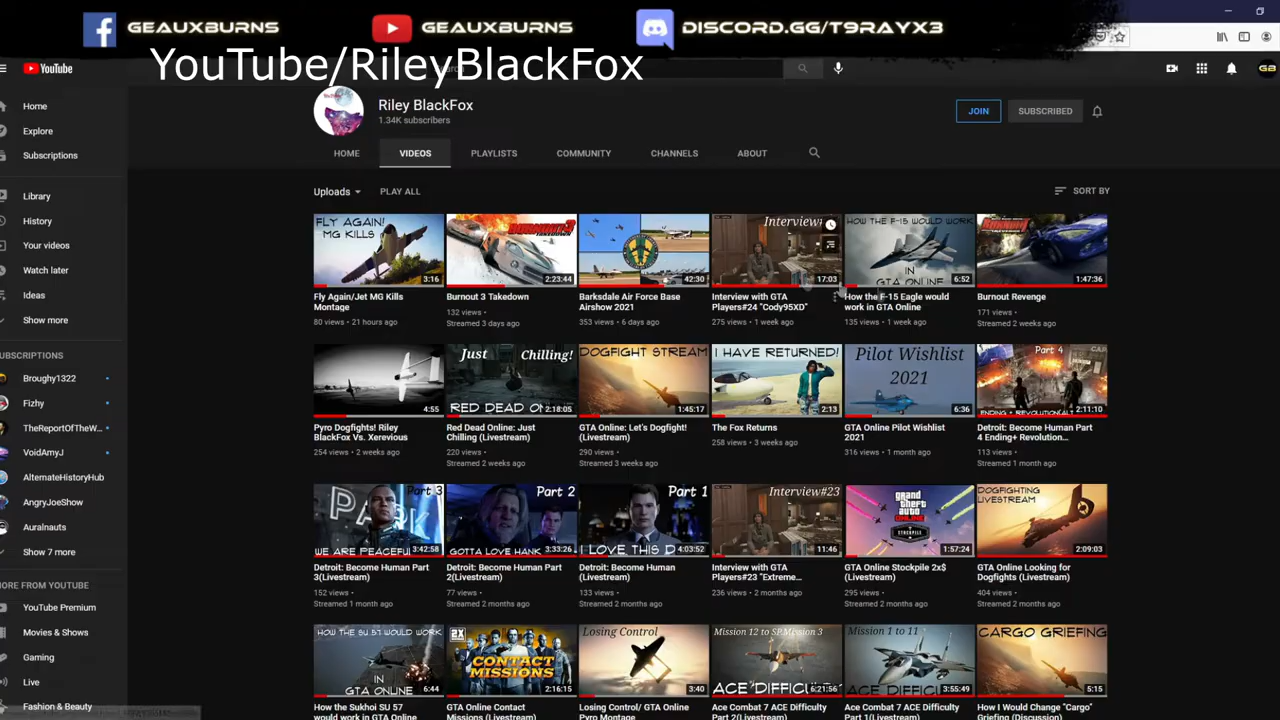 GEAUXBURNS
GEAUXBURNS
DISCORD.GG/T9RAYX3
YouTube/RileyBlackFox
YouTube
GB
Home
Explore
Subscriptions
Library
History
Your videos
Watch later
Ideas
Show more
UBSCRIPTIONS
Broughy1322
Fizhy
TheReportOfTheW...
VoidAmyJ
AlternateHistoryHub
AngryJoeShow
Auralnauts
Show 7 more
MORE FROM YOUTUBE
YouTube Premium
Movies & Shows
Gaming
Live
Fashion & Beauty
Riley BlackFox
1.34K subscribers
JOIN
SUBSCRIBED
HOME
VIDEOS
PLAYLISTS
COMMUNITY
CHANNELS
ABOUT
Uploads
PLAY ALL
SORT BY
FLY AGAIN!
MG KILLS
3:16
Fly Again/Jet MG Kills
Montage
80 views • 21 hours ago
2:23:44
Burnout 3 Takedown
132 views •
Streamed 3 days ago
42:30
Barksdale Air Force Base
Airshow 2021
353 views • 6 days ago
Interview
17:03
Interview with GTA
Players#24 "Cody95XD"
275 views • 1 week ago
HOW THE F-15 WOULD WORK
IN
GTA ONLINE
6:52
How the F-15 Eagle would
work in GTA Online
135 views • 1 week ago
1:47:36
Burnout Revenge
171 views •
Streamed 2 weeks ago
4:55
Pyro Dogfights! Riley
BlackFox Vs. Xerevious
254 views • 2 weeks ago
Just Chilling!
RED DEAD ON
2:18:05
Red Dead Online: Just
Chilling (Livestream)
220 views •
Streamed 2 weeks ago
DOGFIGHT STREAM
1:45:17
GTA Online: Let's Dogfight!
(Livestream)
290 views •
Streamed 3 weeks ago
I HAVE RETURNED!
2:13
The Fox Returns
258 views • 3 weeks ago
Pilot Wishlist
2021
6:36
GTA Online Pilot Wishlist
2021
316 views • 1 month ago
Part 4
ENDING+ REVOLUTION
2:11:10
Detroit: Become Human Part
4 Ending+ Revolution...
113 views •
Streamed 1 month ago
Part 3
PARK
WE ARE PEACEFU
3:42:58
Detroit: Become Human Part
3(Livestream)
152 views •
Streamed 1 month ago
Part 2
GOTTA LOVE HANK
3:33:26
Detroit: Become Human Part
2(Livestream)
77 views •
Streamed 2 months ago
Part 1
I LOVE THIS D
4:03:52
Detroit: Become Human
(Livestream)
133 views •
Streamed 2 months ago
Interview#23
11:46
Interview with GTA
Players#23 "Extreme...
236 views • 2 months ago
grand
theft
auto
ONLINE
STOCKPILE
1:57:24
GTA Online Stockpile 2x$
(Livestream)
295 views •
Streamed 2 months ago
DOGFIGHTING
LIVESTREAM
2:09:03
GTA Online Looking for
Dogfights (Livestream)
404 views •
Streamed 2 months ago
HOW THE SU 57 WOULD WORK
IN
GTA ONLINE
6:44
How the Sukhoi SU 57
would work in GTA Online
2X
CONTACT
MISSIONS
2:16:15
GTA Online Contact
Missions (Livestream)
Losing Control
3:40
Losing Control/ GTA Online
Pyro Montage
Mission 12 to SP.Mission 3
ACE DIFFICU
6:21:56
Ace Combat 7 ACE Difficulty
Part 2(Livestream)
Mission 1 to 11
ACE DIFFICUL
3:55:49
Ace Combat 7 ACE Difficulty
Part 1(Livestream)
CARGO GRIEFING
5:15
How I Would Change "Cargo"
Griefing (Discussion)